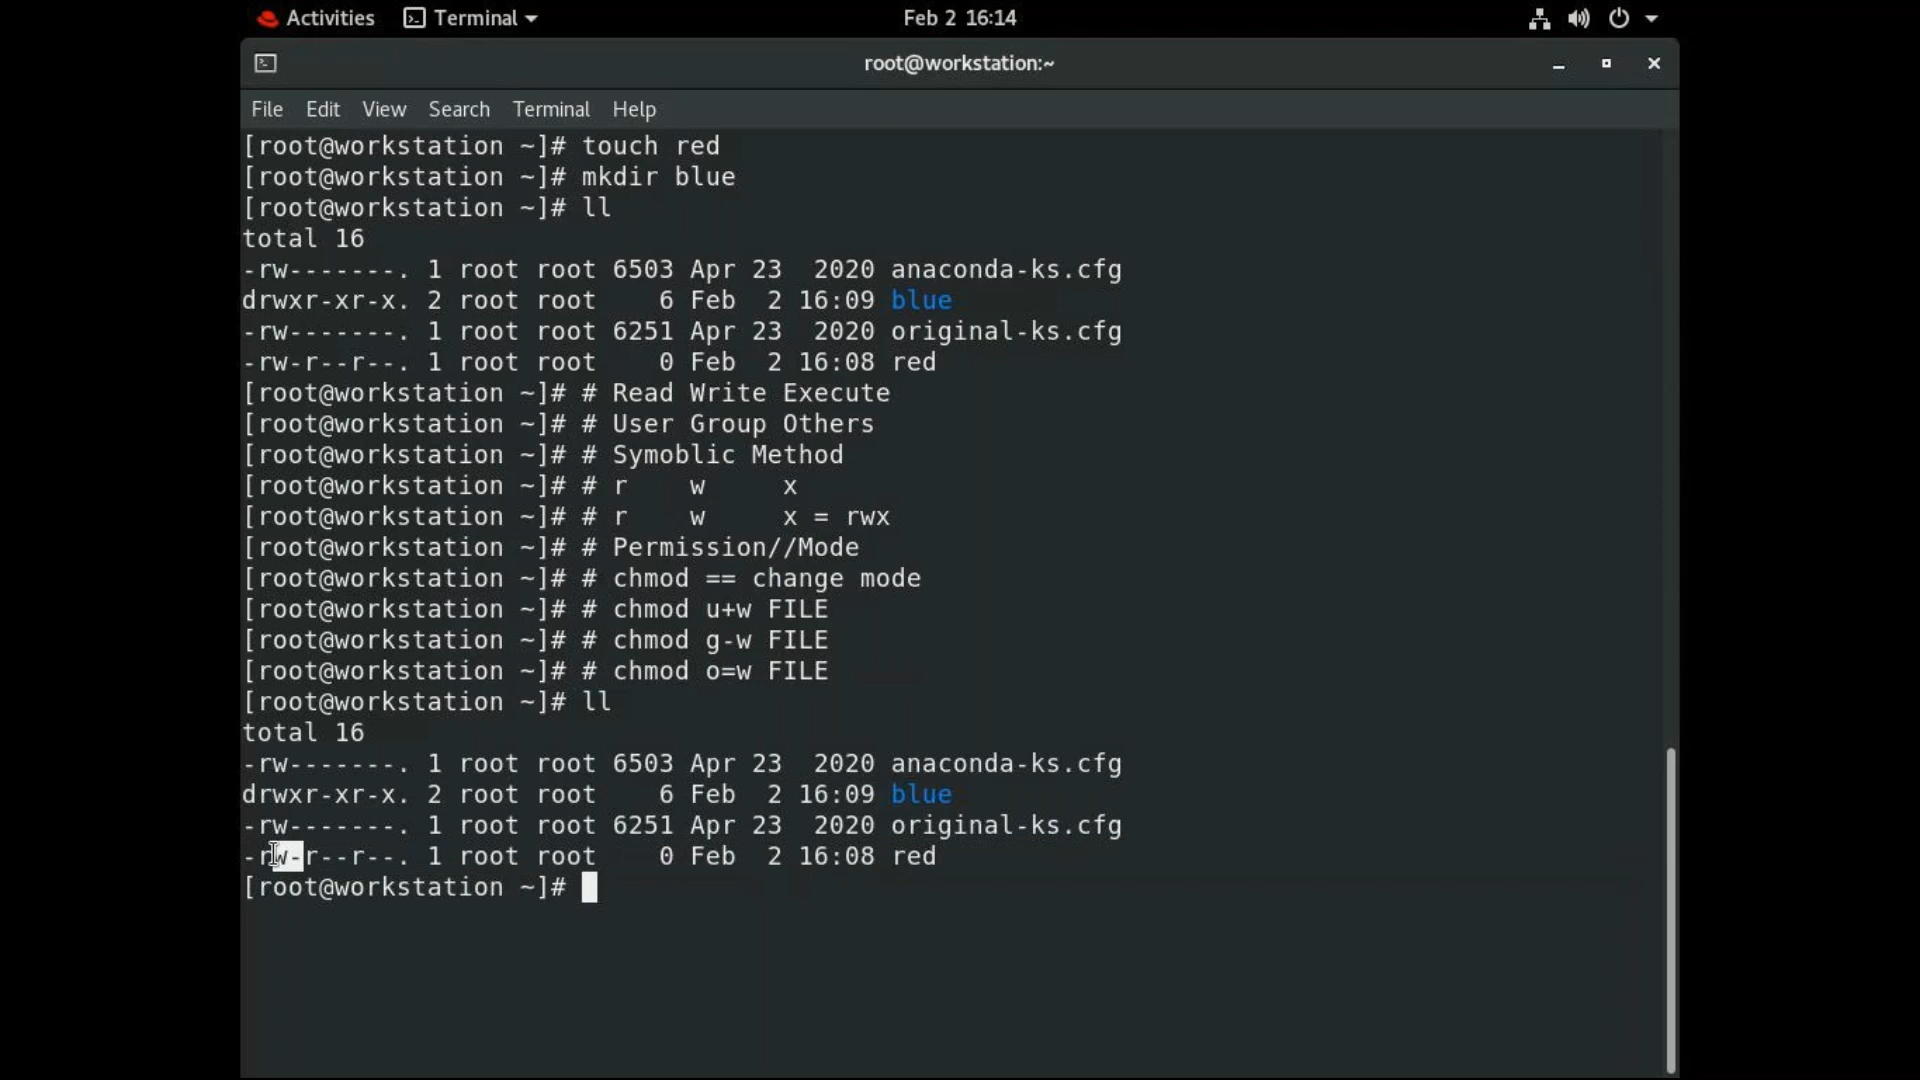 Activities Terminal Feb 2 16:14
root@workstation:~
File Edit View Search Terminal Help
[root@workstation ~]# touch red
[root@workstation ~]# mkdir blue
[root@workstation ~]# ll
total 16
-rw-------. 1 root root 6503 Apr 23  2020 anaconda-ks.cfg
drwxr-xr-x. 2 root root    6 Feb  2 16:09 blue
-rw-------. 1 root root 6251 Apr 23  2020 original-ks.cfg
-rw-r--r--. 1 root root    0 Feb  2 16:08 red
[root@workstation ~]# # Read Write Execute
[root@workstation ~]# # User Group Others
[root@workstation ~]# # Symoblic Method
[root@workstation ~]# # r    w     x
[root@workstation ~]# # r    w     x = rwx
[root@workstation ~]# # Permission//Mode
[root@workstation ~]# # chmod == change mode
[root@workstation ~]# # chmod u+w FILE
[root@workstation ~]# # chmod g-w FILE
[root@workstation ~]# # chmod o=w FILE
[root@workstation ~]# ll
total 16
-rw-------. 1 root root 6503 Apr 23  2020 anaconda-ks.cfg
drwxr-xr-x. 2 root root    6 Feb  2 16:09 blue
-rw-------. 1 root root 6251 Apr 23  2020 original-ks.cfg
-rw-r--r--. 1 root root    0 Feb  2 16:08 red
[root@workstation ~]#